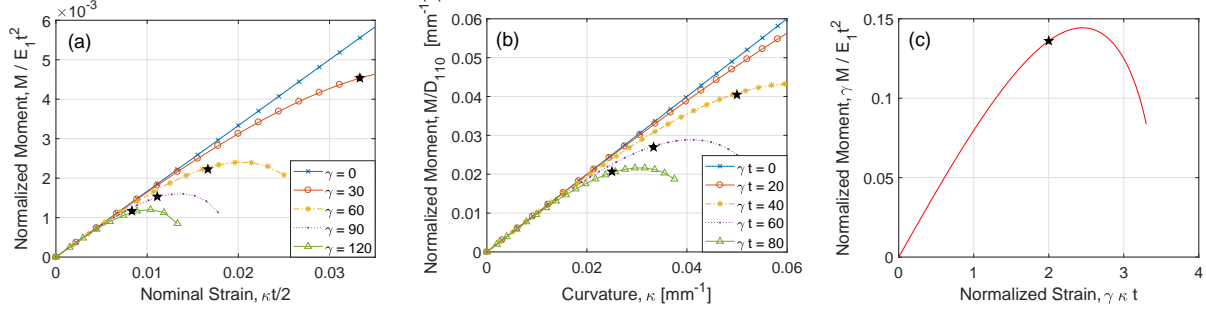 (a)
×10⁻³
Normalized Moment, M / E₁t²
6
5
4
3
2
1
0
0 0.01 0.02 0.03
Nominal Strain, κt/2
γ = 0
γ = 30
γ = 60
γ = 90
γ = 120
(b)
Normalized Moment, M/D₁₁₀ [mm⁻¹
0.06
0.05
0.04
0.03
0.02
0.01
0.00
0.00 0.02 0.04 0.06
Curvature, κ [mm⁻¹]
γ t = 0
γ t = 20
γ t = 40
γ t = 60
γ t = 80
(c)
Normalized Moment, γ M / E₁t²
0.15
0.10
0.05
0.00
0 1 2 3 4
Normalized Strain, γ κ t